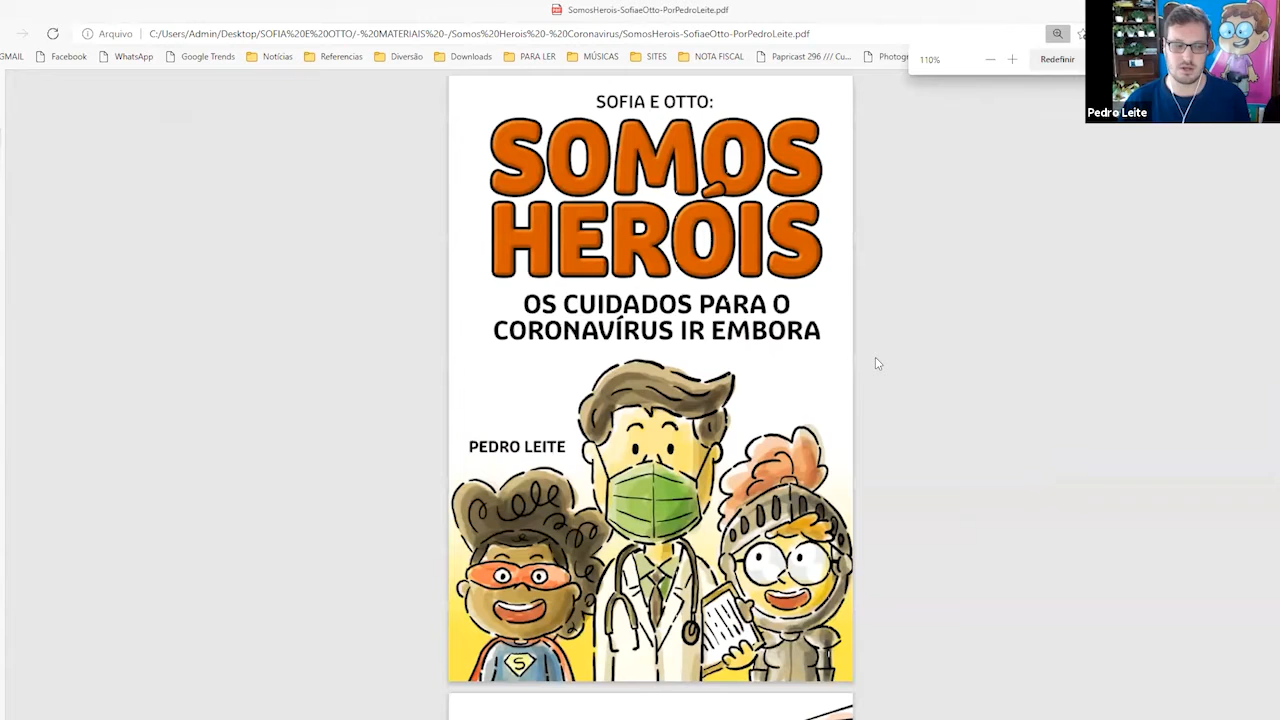 SomosHerois-SofiaeOtto-PorPedroLeite.pdf
Arquivo
C:/Users/Admin/Desktop/SOFIA%20E%20OTTO/%20MATERIAL
/Somos%20Herois%20-%20Coronavirus/SomosHerois-SofiaeOtto-PorPedroLeite.pdf
GMAIL Facebook WhatsApp Google Trends Notícias Referencias Diversão Downloads PARA LER MÚSICAS SITES NOTA FISCAL Papricast 296 /// Cu...
110%
Redefinir
Pedro Leite
SOFIA E OTTO:
SOMOS
HERÓIS
OS CUIDADOS PARA O
CORONAVÍRUS IR EMBORA
PEDRO LEITE
S